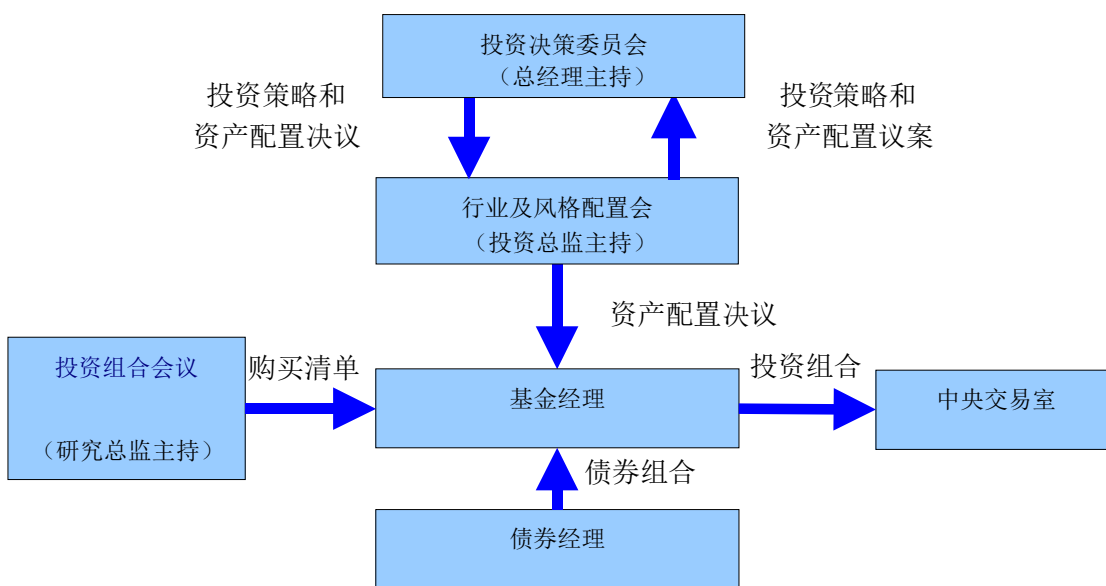 投资决策委员会
（总经理主持）
投资策略和
资产配置决议
投资策略和
资产配置议案
行业及风格配置会
（投资总监主持）
资产配置决议
投资组合会议
（研究总监主持）
购买清单
基金经理
投资组合
中央交易室
债券组合
债券经理